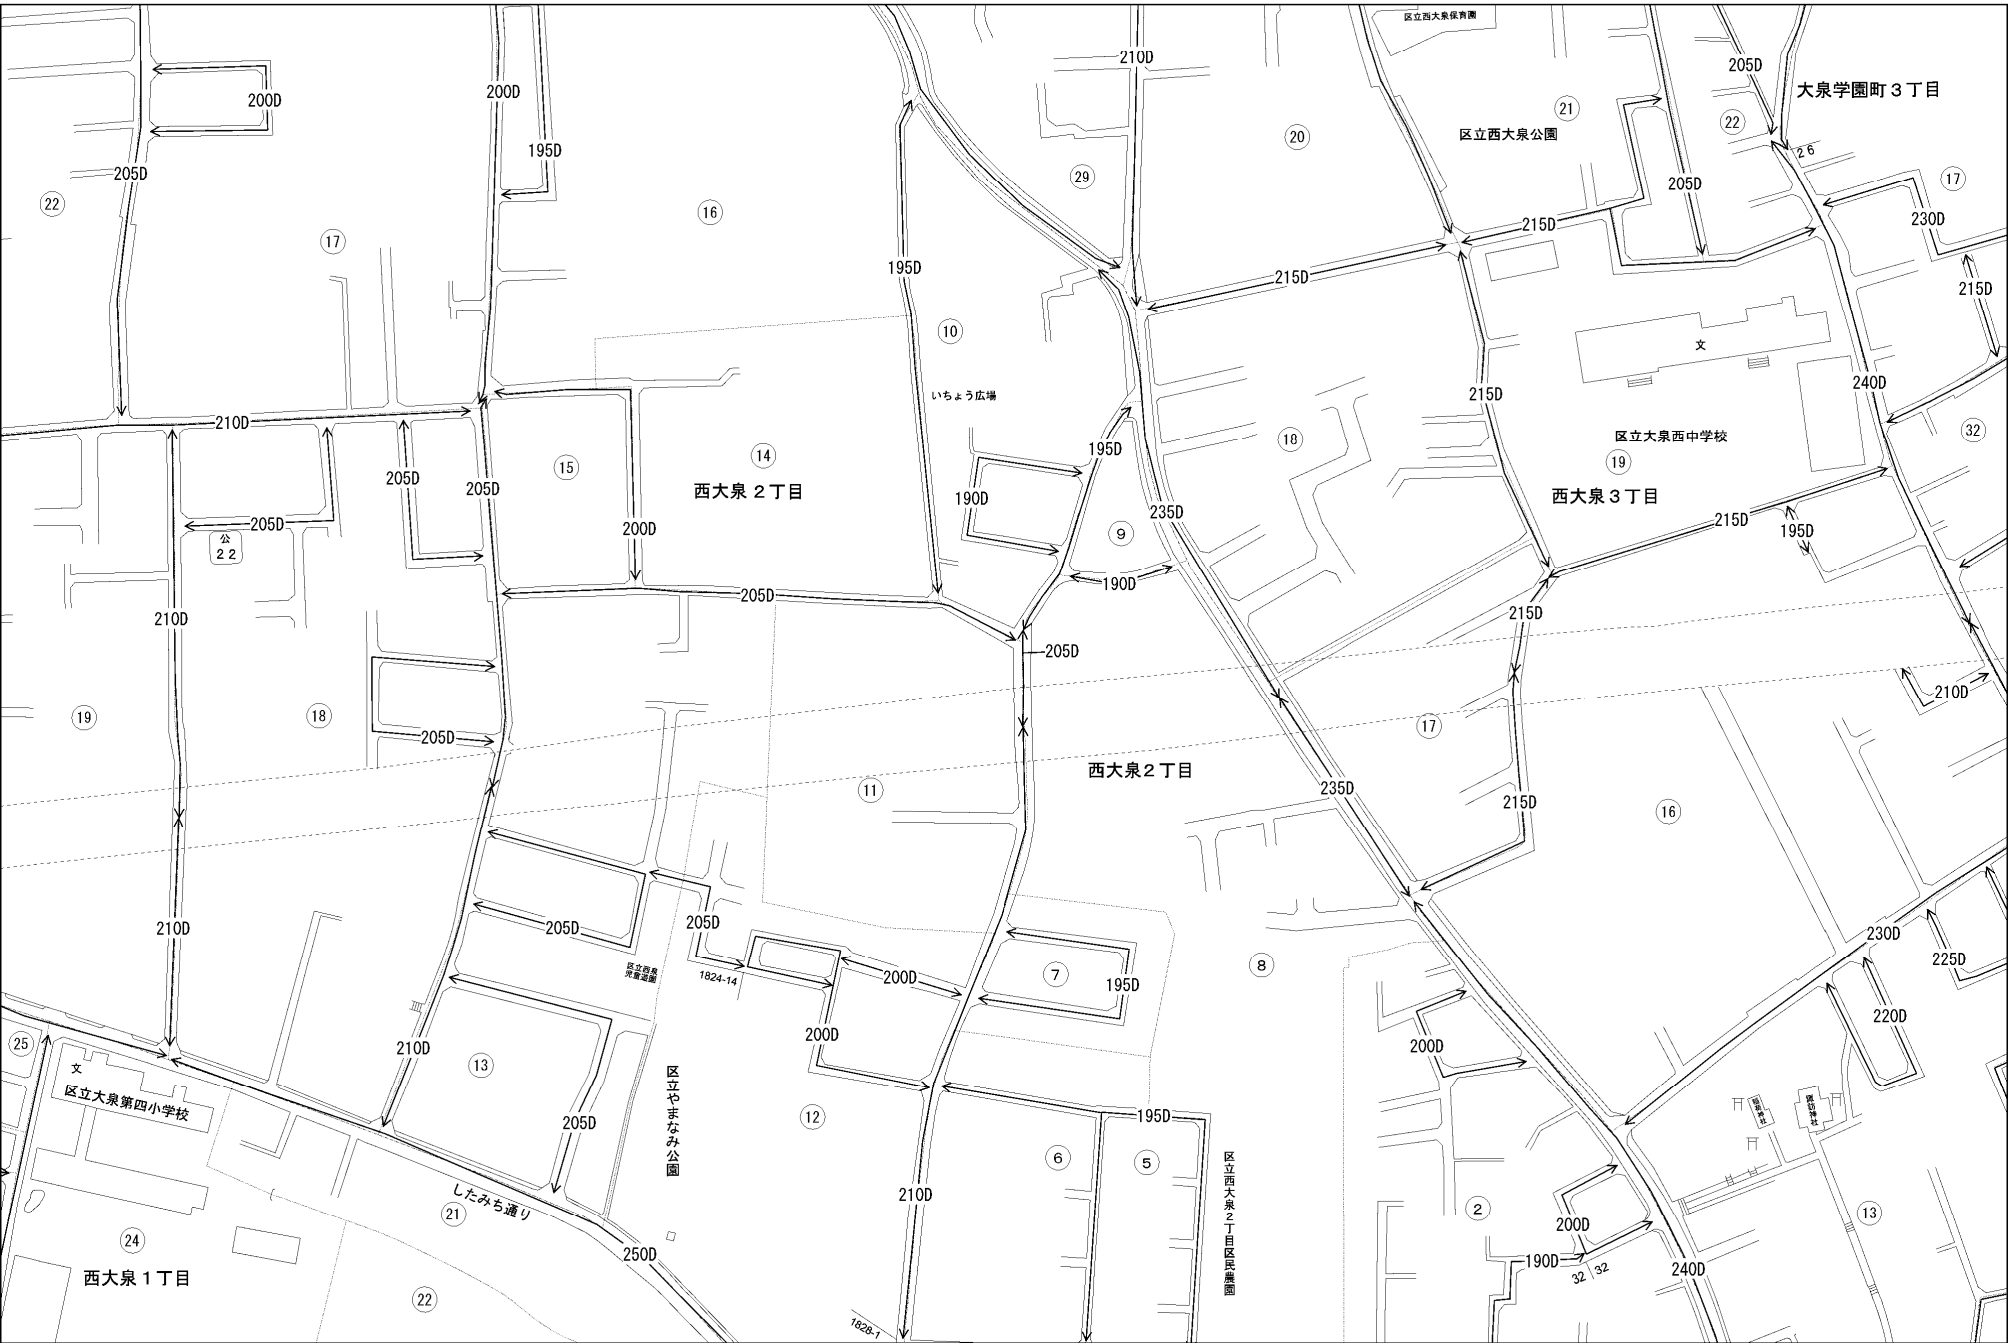 区立西大泉保育園
210D
205D
大泉学園町3丁目
200D
200D
21
20
22
区立西大泉公園
195D
26
205D
29
17
22
205D
16
215D
230D
17
195D
215D
215D
10
文
240D
215D
いちょう広場
210D
18
区立大泉西中学校
32
195D
15
14
19
205D
205D
西大泉2丁目
190D
西大泉3丁目
235D
215D
195D
205D
200D
9
公
22
190D
205D
210D
215D
205D
19
18
17
210D
205D
西大泉2丁目
11
235D
215D
16
210D
205D
205D
230D
225D
区立西泉
児童遊園
1824-14
200D
7
195D
8
220D
25
210D
200D
200D
13
文
区立大泉第四小学校
区立やまなみ公園
稲荷神社
諏訪神社
205D
12
195D
6
5
区立西大泉2丁目区民農園
210D
したみち通り
21
2
13
24
200D
250D
190D
32
32
240D
西大泉1丁目
22
1828-1